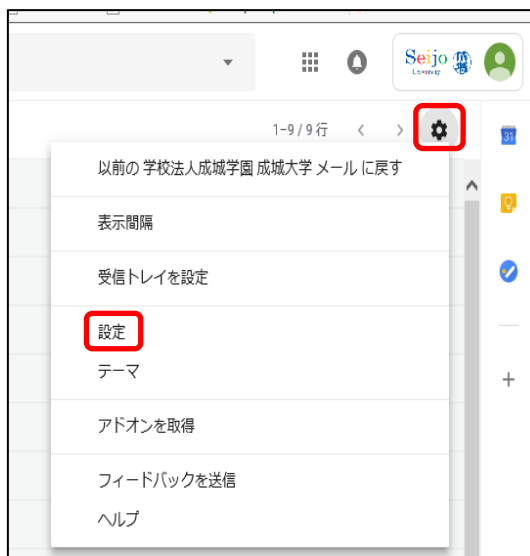 Seijo
University
1-9 / 9 行
以前の 学校法人成城学園 成城大学 メール に戻す
31
表示間隔
受信トレイを設定
設定
テーマ
アドオンを取得
フィードバックを送信
ヘルプ